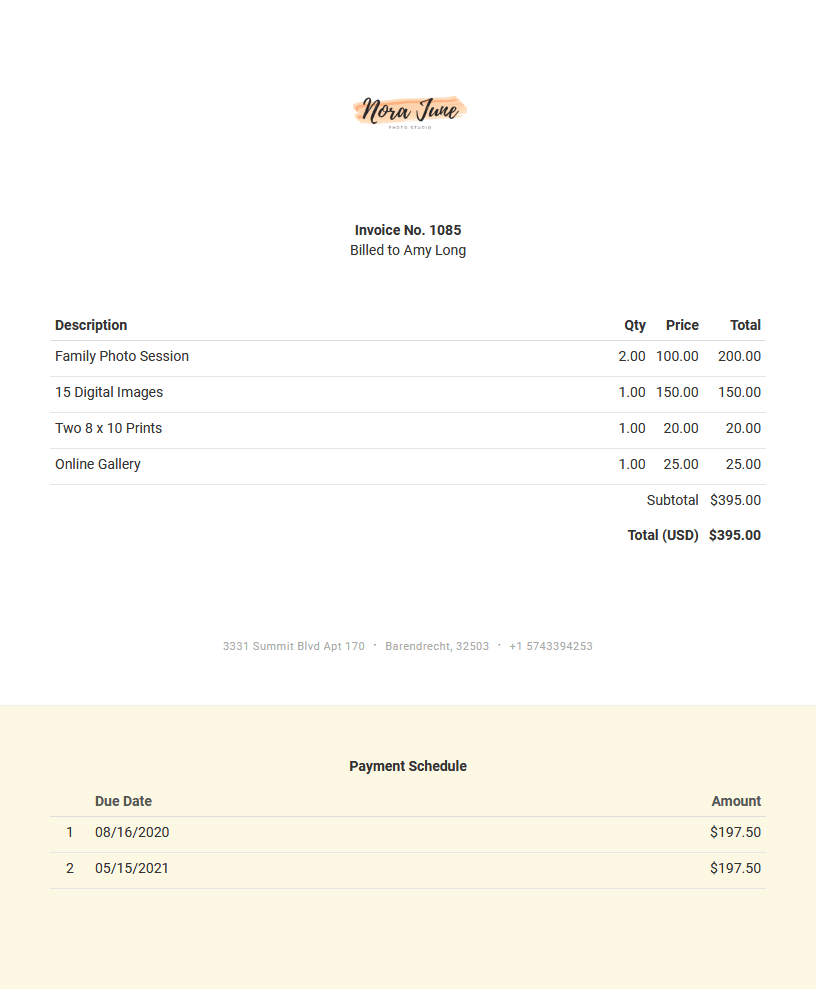 Nora June
PHOTO STUDIO
Invoice No. 1085
Billed to Amy Long
Description Qty Price Total
Family Photo Session 2.00 100.00 200.00
15 Digital Images 1.00 150.00 150.00
Two 8 x 10 Prints 1.00 20.00 20.00
Online Gallery 1.00 25.00 25.00
Subtotal $395.00
Total (USD) $395.00
3331 Summit Blvd Apt 170 · Barendrecht, 32503 · +1 5743394253
Payment Schedule
Due Date Amount
1 08/16/2020 $197.50
2 05/15/2021 $197.50